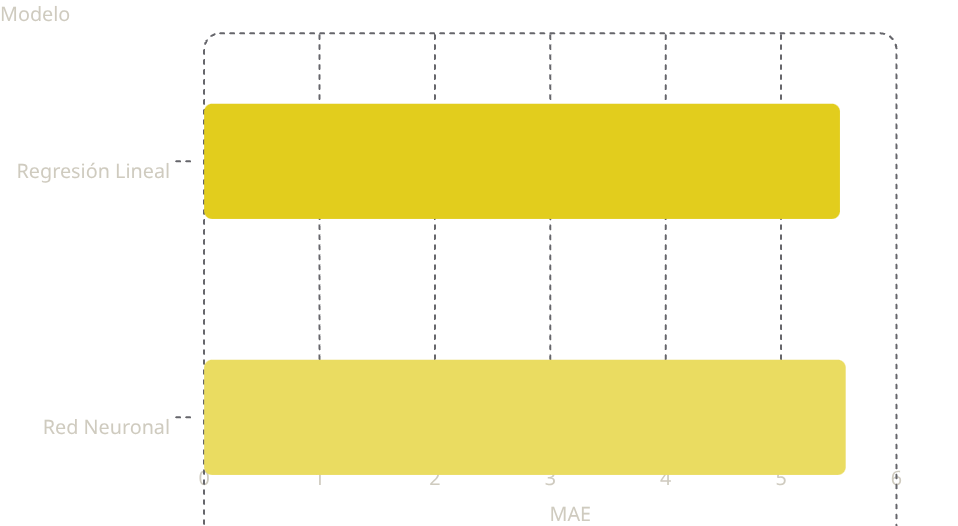 Modelo
Regresión Lineal
Red Neuronal
0 1 2 3 4 5 6
MAE